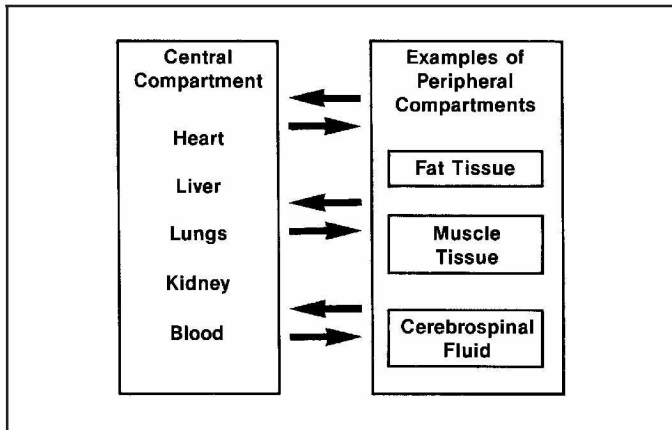 Central
Compartment
Heart
Liver
Lungs
Kidney
Blood
Examples of
Peripheral
Compartments
Fat Tissue
Muscle
Tissue
Cerebrospinal
Fluid